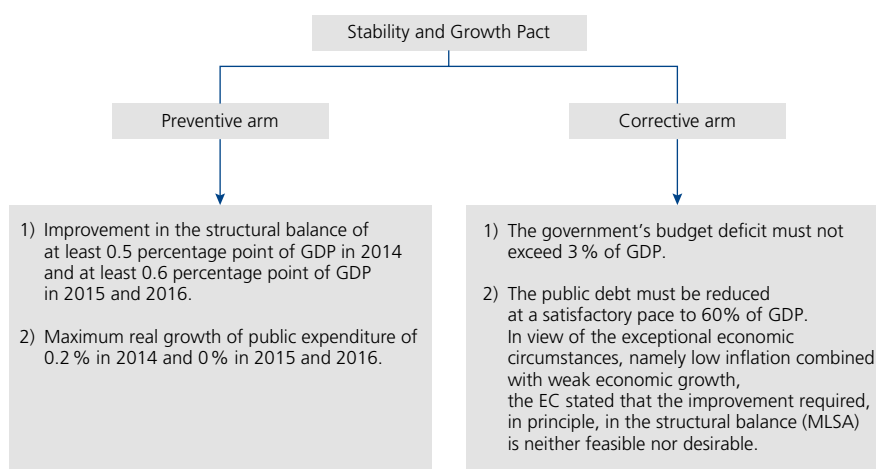 Stability and Growth Pact
Preventive arm
Corrective arm
1) Improvement in the structural balance of
at least 0.5 percentage point of GDP in 2014
and at least 0.6 percentage point of GDP
in 2015 and 2016.
2) Maximum real growth of public expenditure of
0.2 % in 2014 and 0 % in 2015 and 2016.
1) The government’s budget deficit must not
exceed 3 % of GDP.
2) The public debt must be reduced
at a satisfactory pace to 60% of GDP.
In view of the exceptional economic
circumstances, namely low inflation combined
with weak economic growth,
the EC stated that the improvement required,
in principle, in the structural balance (MLSA)
is neither feasible nor desirable.